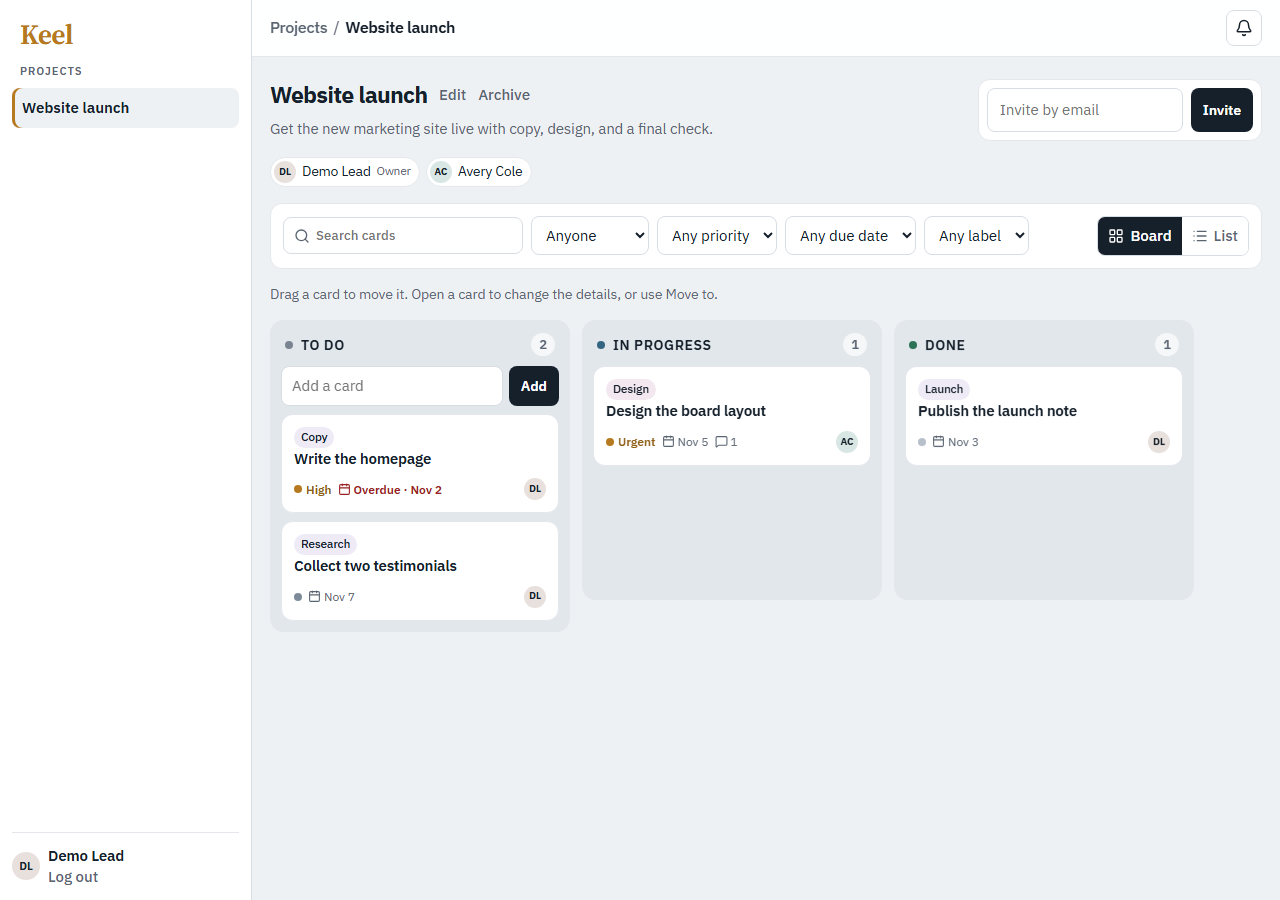 Keel
PROJECTS
Website launch
Projects / Website launch
Website launch Edit Archive
Get the new marketing site live with copy, design, and a final check.
Invite by email Invite
DL Demo Lead Owner AC Avery Cole
Search cards Anyone Any priority Any due date Any label Board List
Drag a card to move it. Open a card to change the details, or use Move to.
TO DO 2
Add a card Add
Copy
Write the homepage
High Overdue · Nov 2 DL
Research
Collect two testimonials
Nov 7 DL
IN PROGRESS 1
Design
Design the board layout
Urgent Nov 5 1 AC
DONE 1
Launch
Publish the launch note
Nov 3 DL
DL Demo Lead
Log out